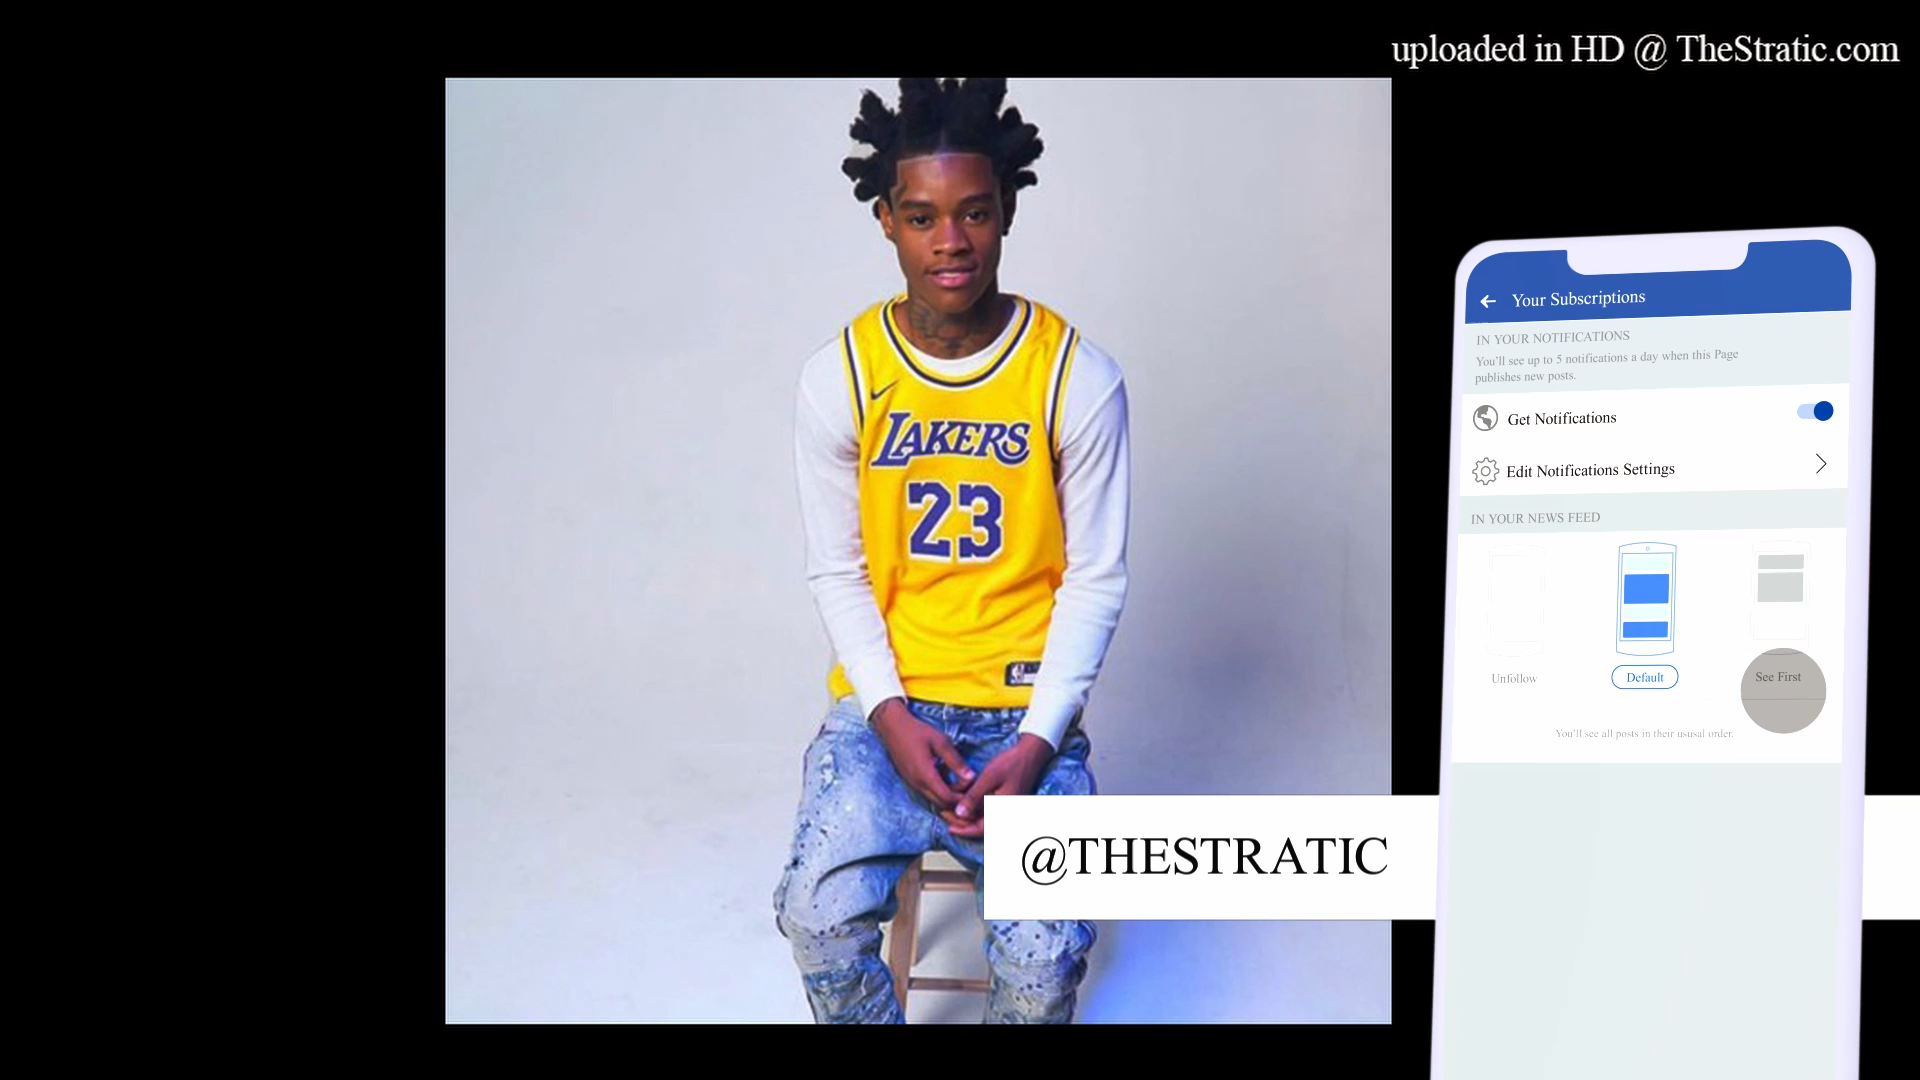 uploaded in HD @ TheStratic.com
LAKERS
23
@THESTRATIC
Your Subscriptions
IN YOUR NOTIFICATIONS
You'll see up to 5 notifications a day when this Page
publishes new posts.
Get Notifications
Edit Notifications Settings
IN YOUR NEWS FEED
Unfollow
Default
See First
You'll see all posts in their ususal order.